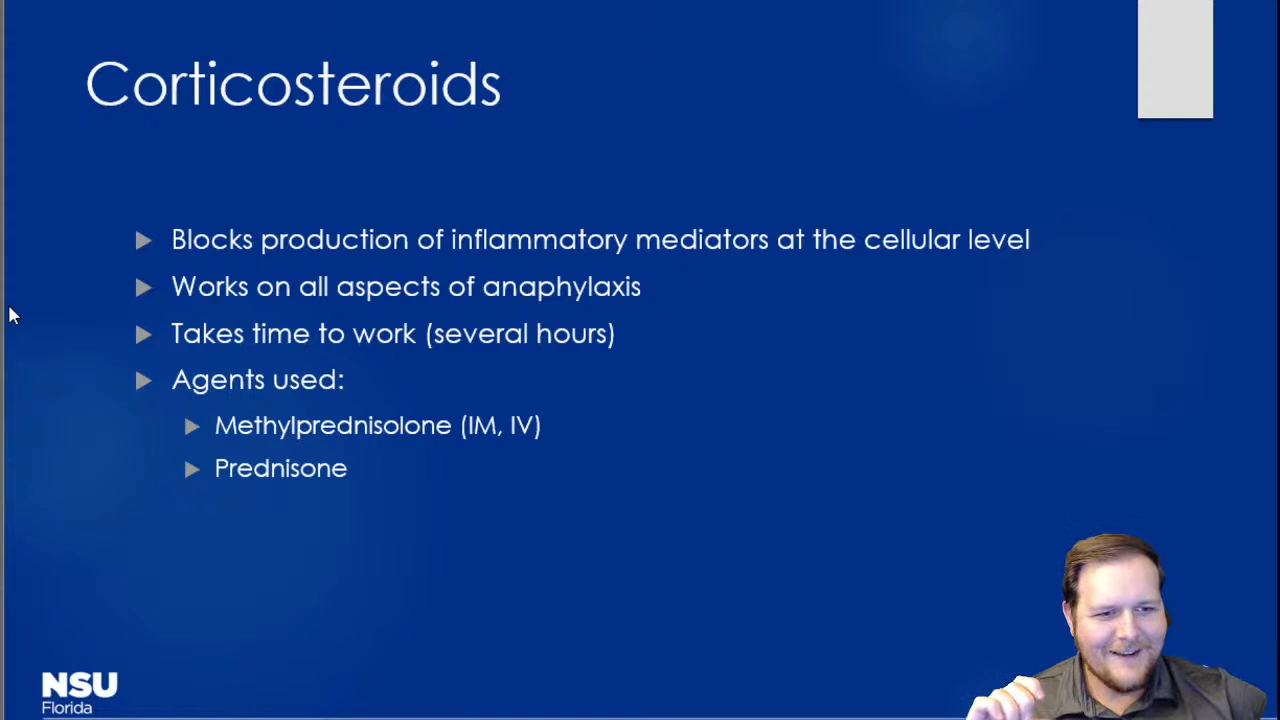 Corticosteroids
Blocks production of inflammatory mediators at the cellular level
Works on all aspects of anaphylaxis
Takes time to work (several hours)
Agents used:
Methylprednisolone (IM, IV)
Prednisone
NSU
Florida